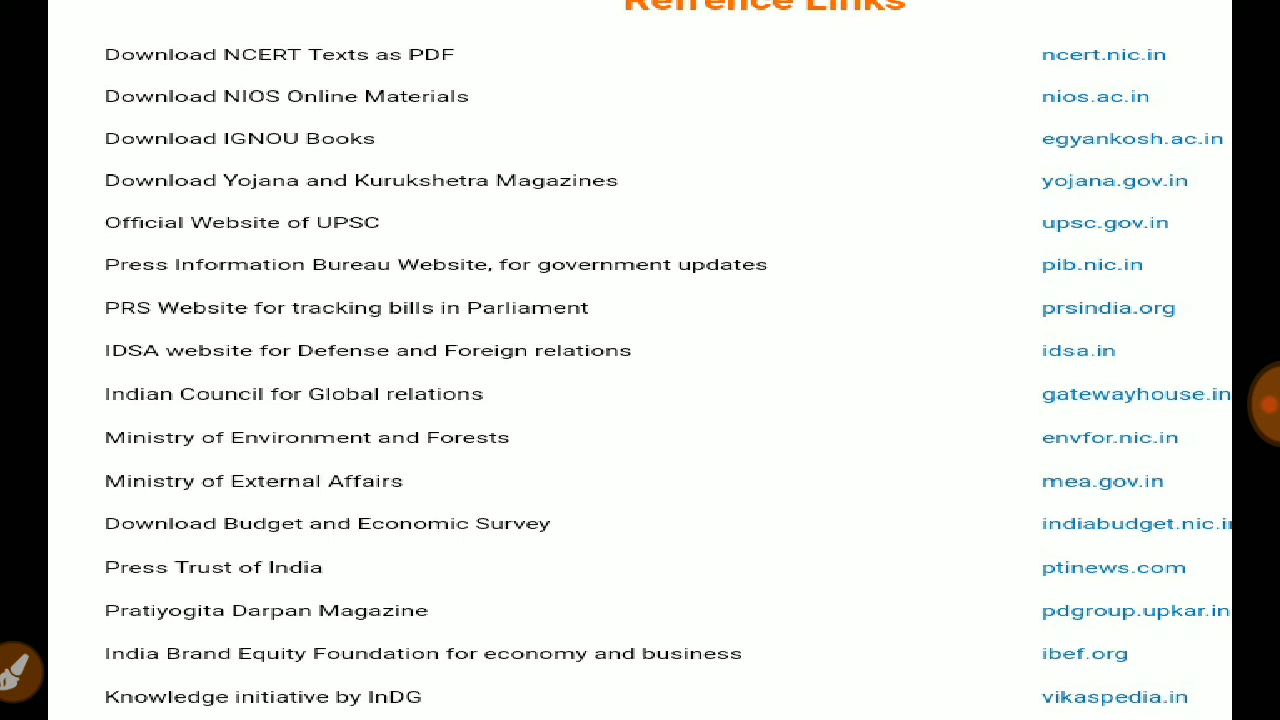 Refrence Links
Download NCERT Texts as PDF ncert.nic.in
Download NIOS Online Materials nios.ac.in
Download IGNOU Books egyankosh.ac.in
Download Yojana and Kurukshetra Magazines yojana.gov.in
Official Website of UPSC upsc.gov.in
Press Information Bureau Website, for government updates pib.nic.in
PRS Website for tracking bills in Parliament prsindia.org
IDSA website for Defense and Foreign relations idsa.in
Indian Council for Global relations gatewayhouse.in
Ministry of Environment and Forests envfor.nic.in
Ministry of External Affairs mea.gov.in
Download Budget and Economic Survey indiabudget.nic.in
Press Trust of India ptinews.com
Pratiyogita Darpan Magazine pdgroup.upkar.in
India Brand Equity Foundation for economy and business ibef.org
Knowledge initiative by InDG vikaspedia.in